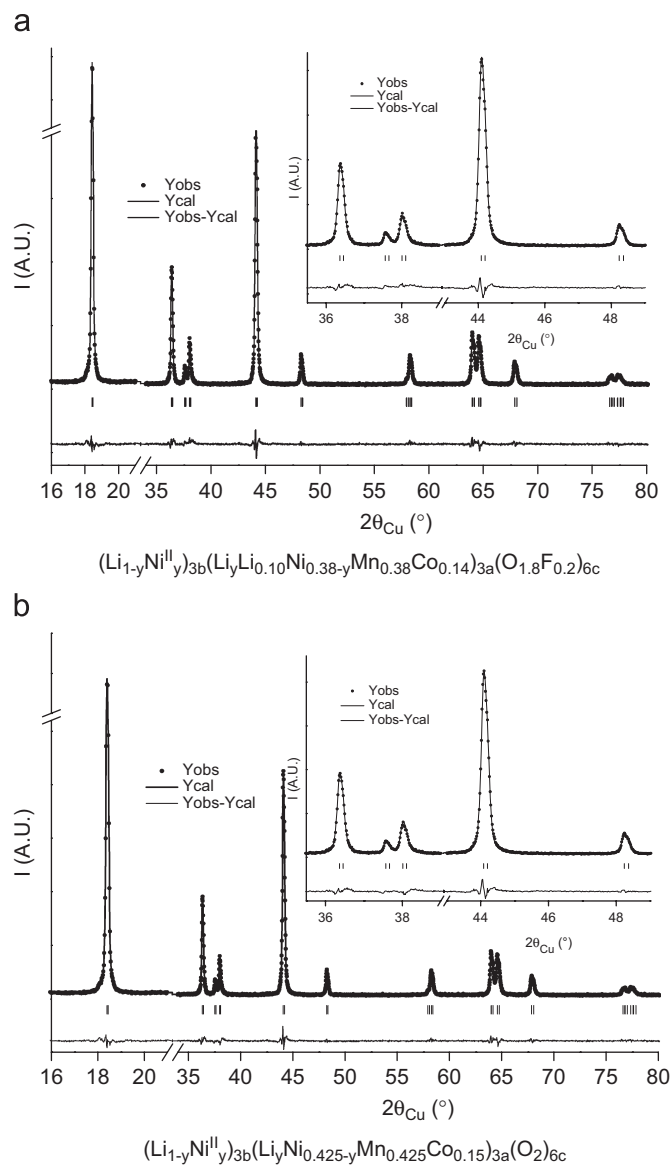 a
Yobs
Ycal
Yobs-Ycal
I (A.U.)
36 38 44 46 48
2θCu (°)
Yobs
Ycal
Yobs-Ycal
I (A.U.)
16 18 20 35 40 45 50 55 60 65 70 75 80
2θCu (°)
(Li1-yNiIIy)3b(LiyLi0.10Ni0.38-yMn0.38Co0.14)3a(O1.8F0.2)6c
b
Yobs
Ycal
Yobs-Ycal
I (A.U.)
36 38 44 46 48
2θCu (°)
Yobs
Ycal
Yobs-Ycal
I (A.U.)
16 18 20 35 40 45 50 55 60 65 70 75 80
2θCu (°)
(Li1-yNiIIy)3b(LiyNi0.425-yMn0.425Co0.15)3a(O2)6c